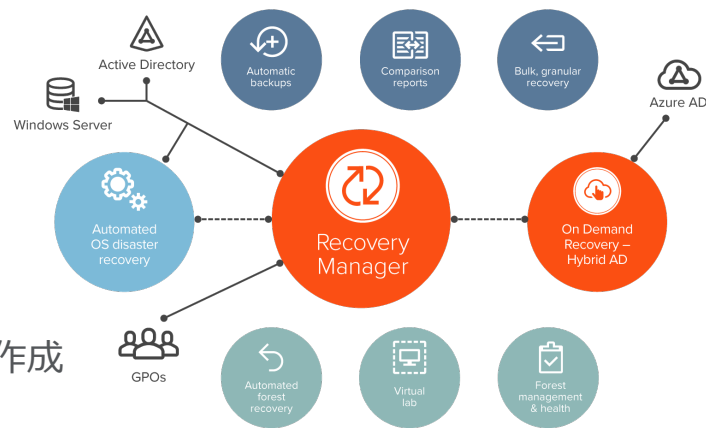 Active Directory
Windows Server
Automatic
backups
Comparison
reports
Bulk, granular
recovery
Azure AD
Automated
OS disaster
recovery
Recovery
Manager
On Demand
Recovery –
Hybrid AD
作成
GPOs
Automated
forest
recovery
Virtual
lab
Forest
management
& health